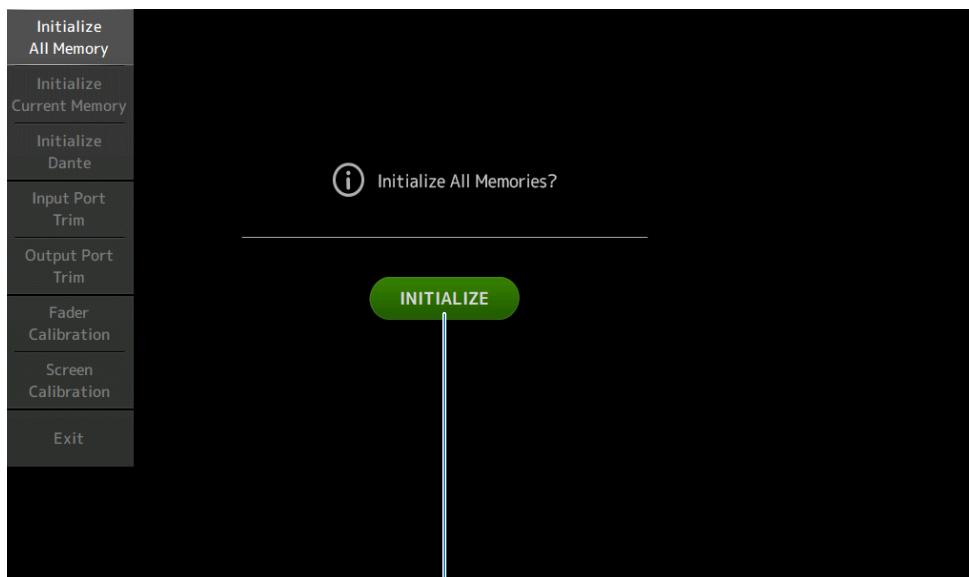 Initialize
All Memory
Initialize
Current Memory
Initialize
Dante
Input Port
Trim
Output Port
Trim
Fader
Calibration
Screen
Calibration
Exit
Initialize All Memories?
INITIALIZE